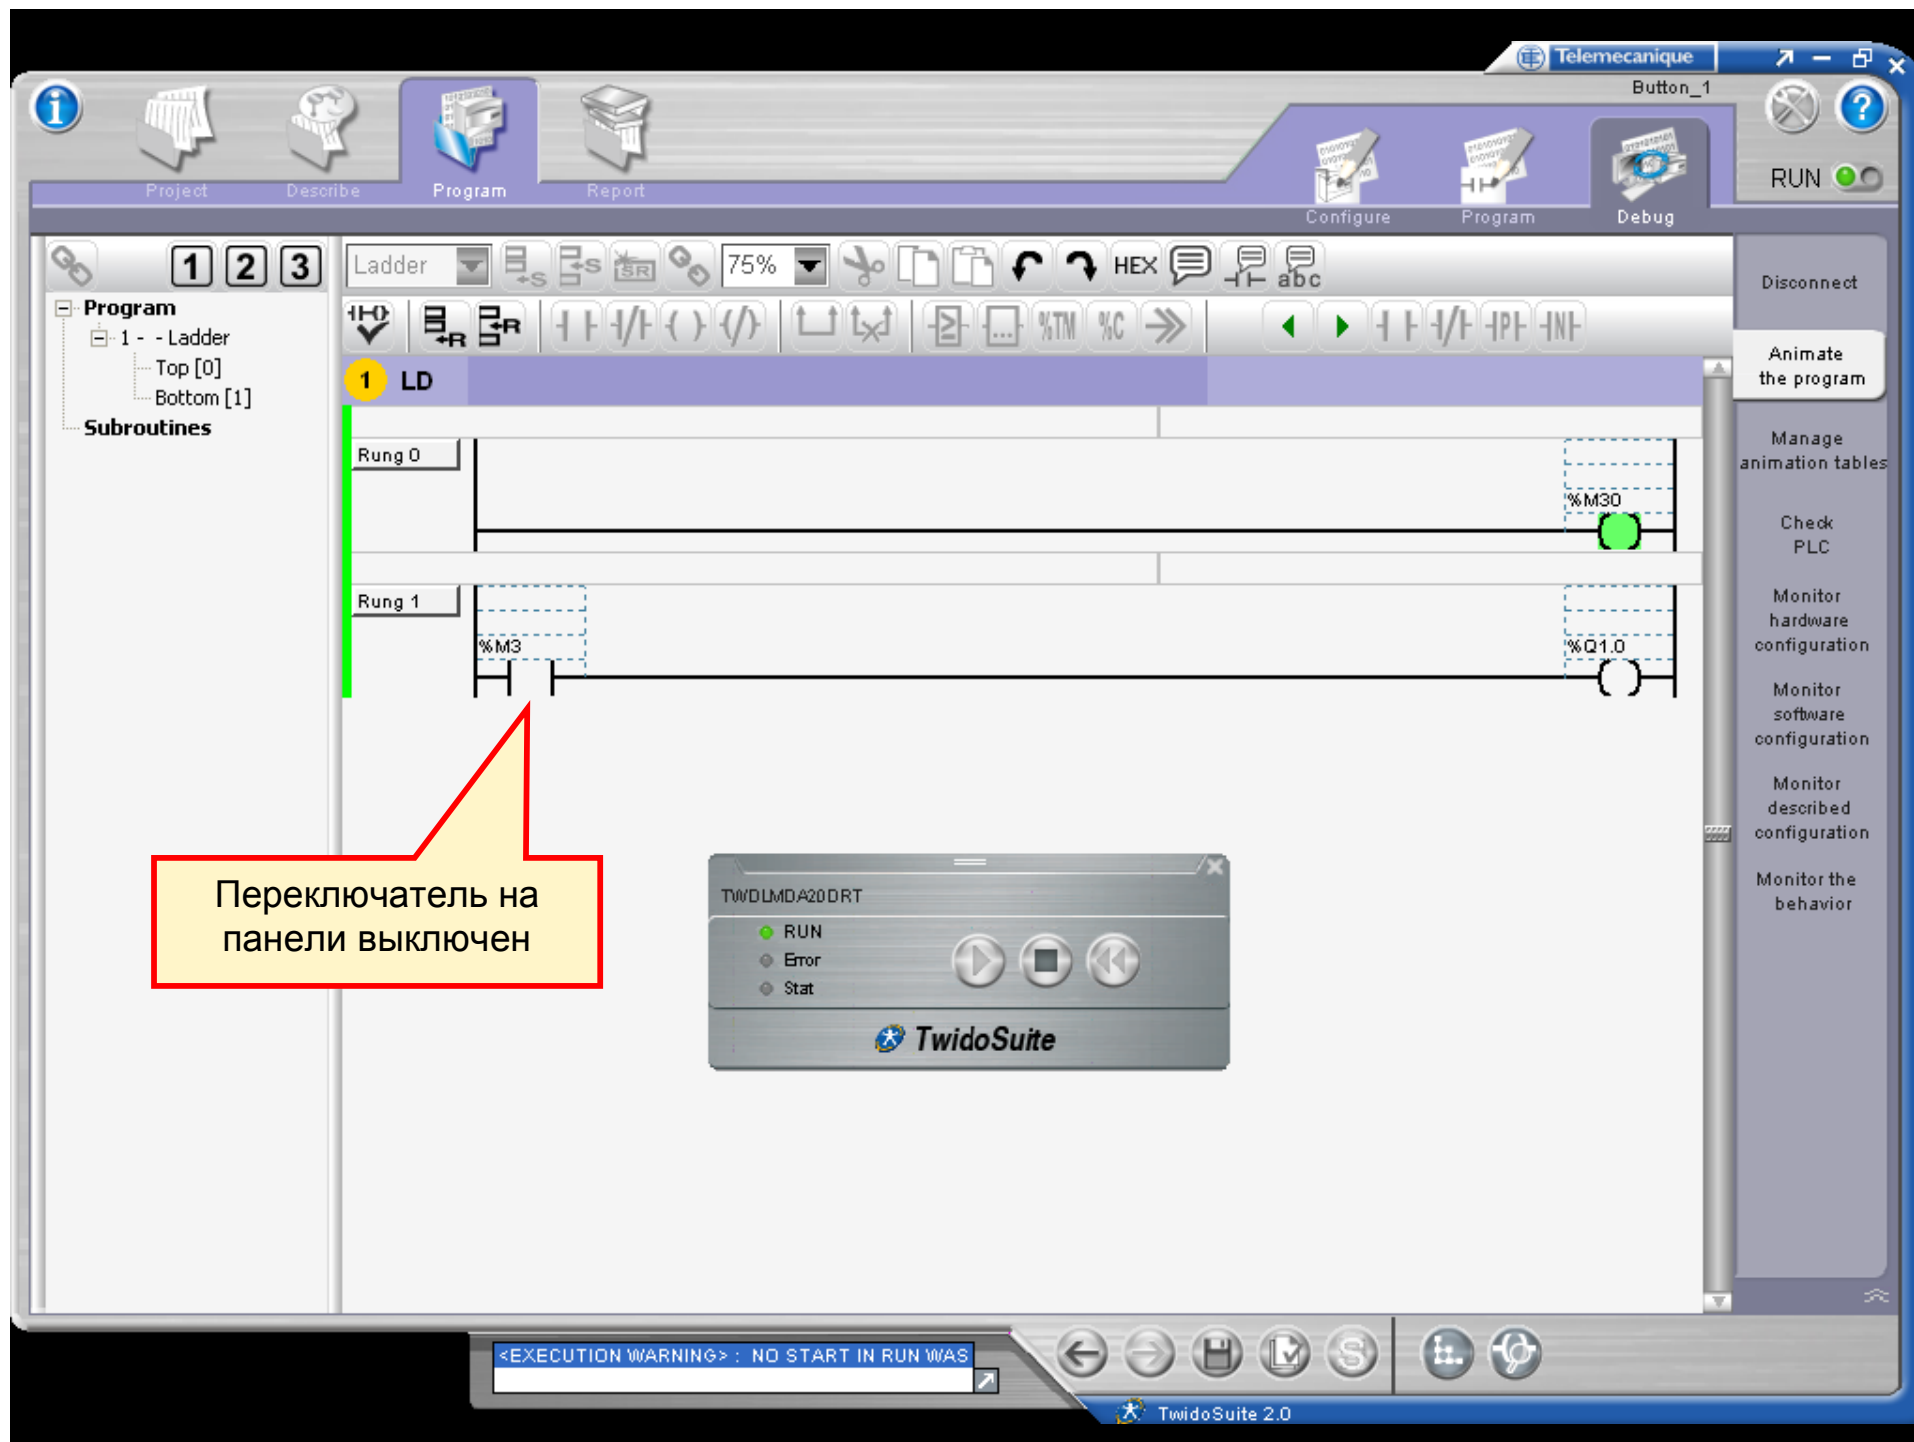 Telemecanique
Button_1
Project
Describe
Program
Report
Configure
Program
Debug
RUN
1 2 3
Ladder
75%
HEX
abc
Disconnect
Program
1 - - Ladder
Top [0]
Bottom [1]
Subroutines
%TM %C
1 LD
Animate
the program
Manage
animation tables
Check
PLC
Monitor
hardware
configuration
Monitor
software
configuration
Monitor
described
configuration
Monitor the
behavior
Rung 0
%M30
Rung 1
%M3
%Q1.0
Переключатель на
панели выключен
TWDLMDA20DRT
RUN
Error
Stat
TwidoSuite
<EXECUTION WARNING> : NO START IN RUN WAS
TwidoSuite 2.0